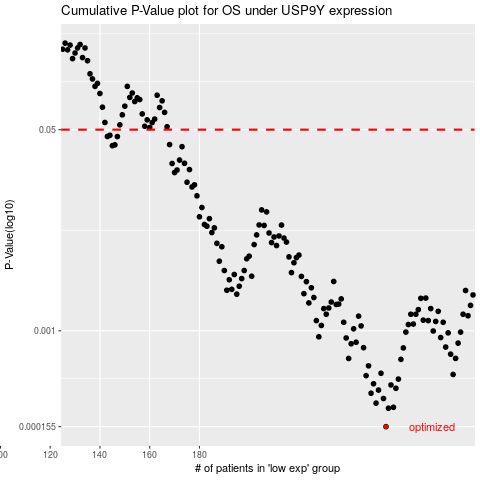 Cumulative P-Value plot for OS under USP9Y expression
P-Value(log10)
0.05
0.001
0.000155
optimized
00 120 140 160 180
# of patients in 'low exp' group